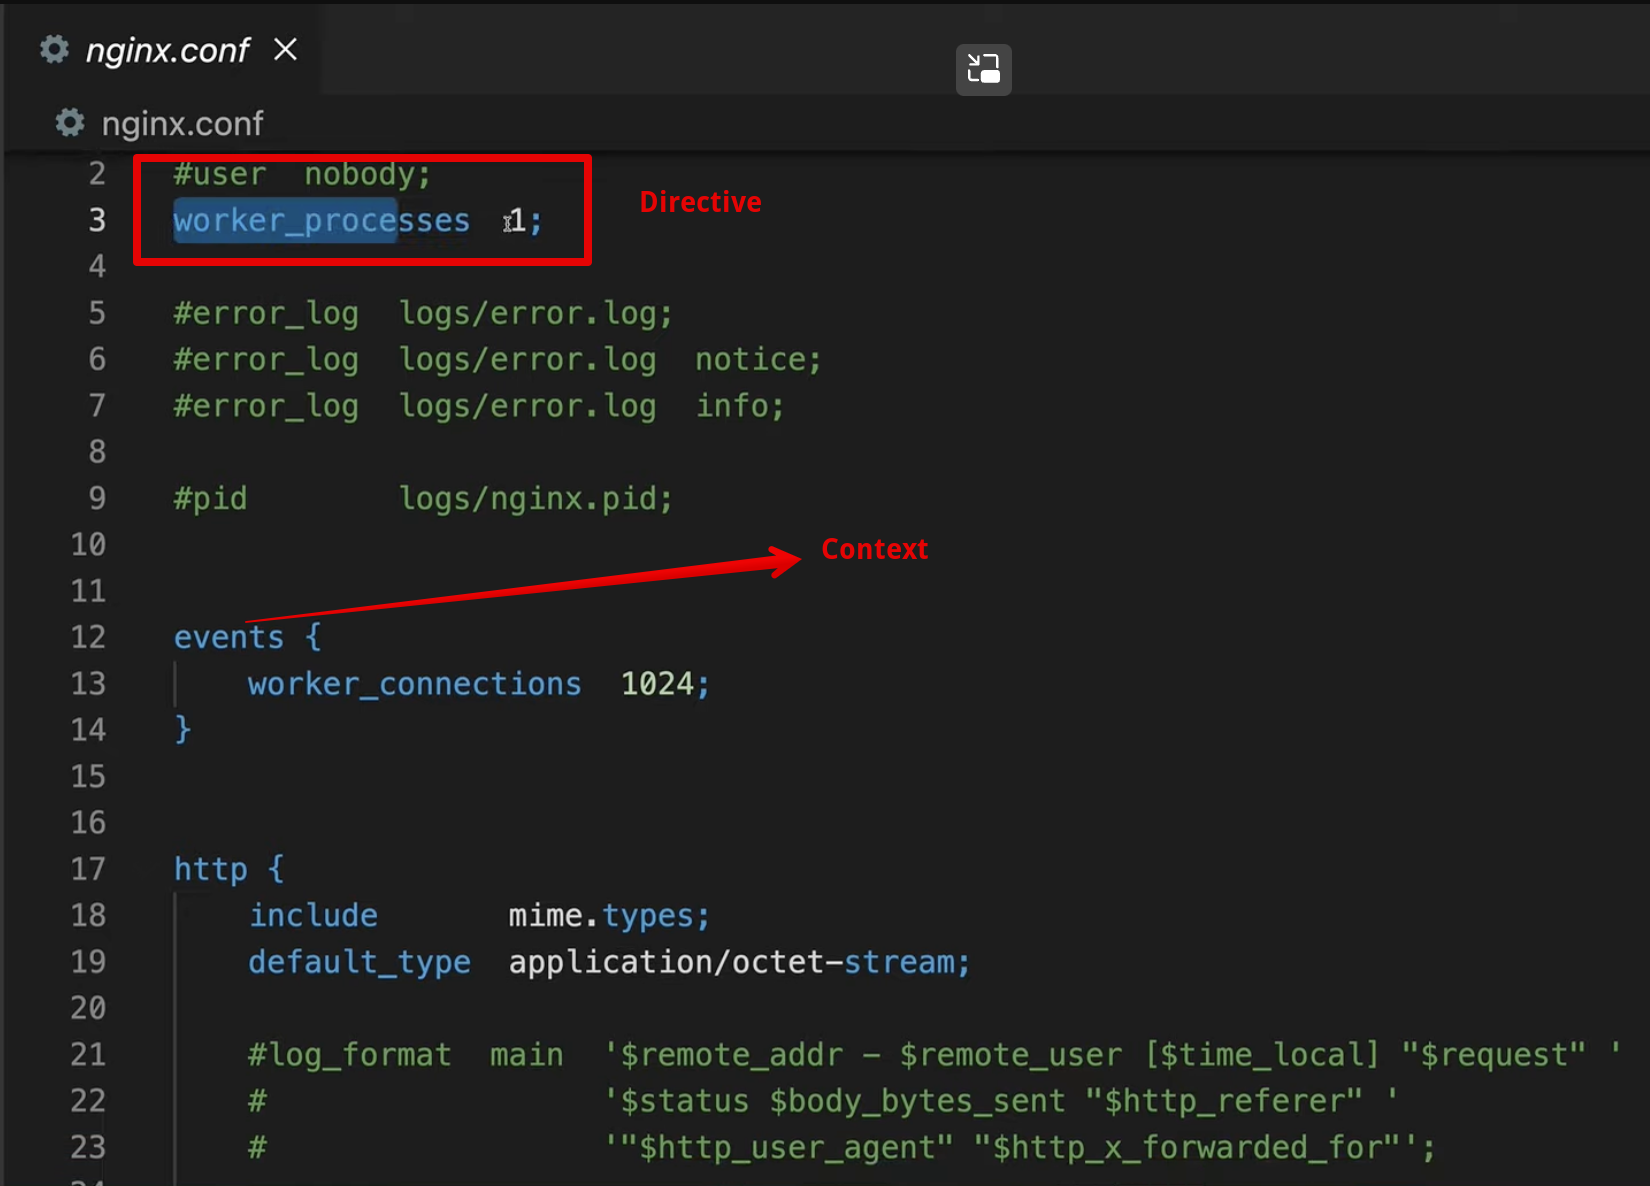 nginx.conf
nginx.conf
2 #user  nobody;
Directive
3 worker_processes  1;
4
5 #error_log  logs/error.log;
6 #error_log  logs/error.log  notice;
7 #error_log  logs/error.log  info;
8
9 #pid        logs/nginx.pid;
10
Context
11
12 events {
13     worker_connections  1024;
14 }
15
16
17 http {
18     include       mime.types;
19     default_type  application/octet-stream;
20
21     #log_format  main  '$remote_addr - $remote_user [$time_local] "$request" '
22     #                  '$status $body_bytes_sent "$http_referer" '
23     #                  '"$http_user_agent" "$http_x_forwarded_for"';